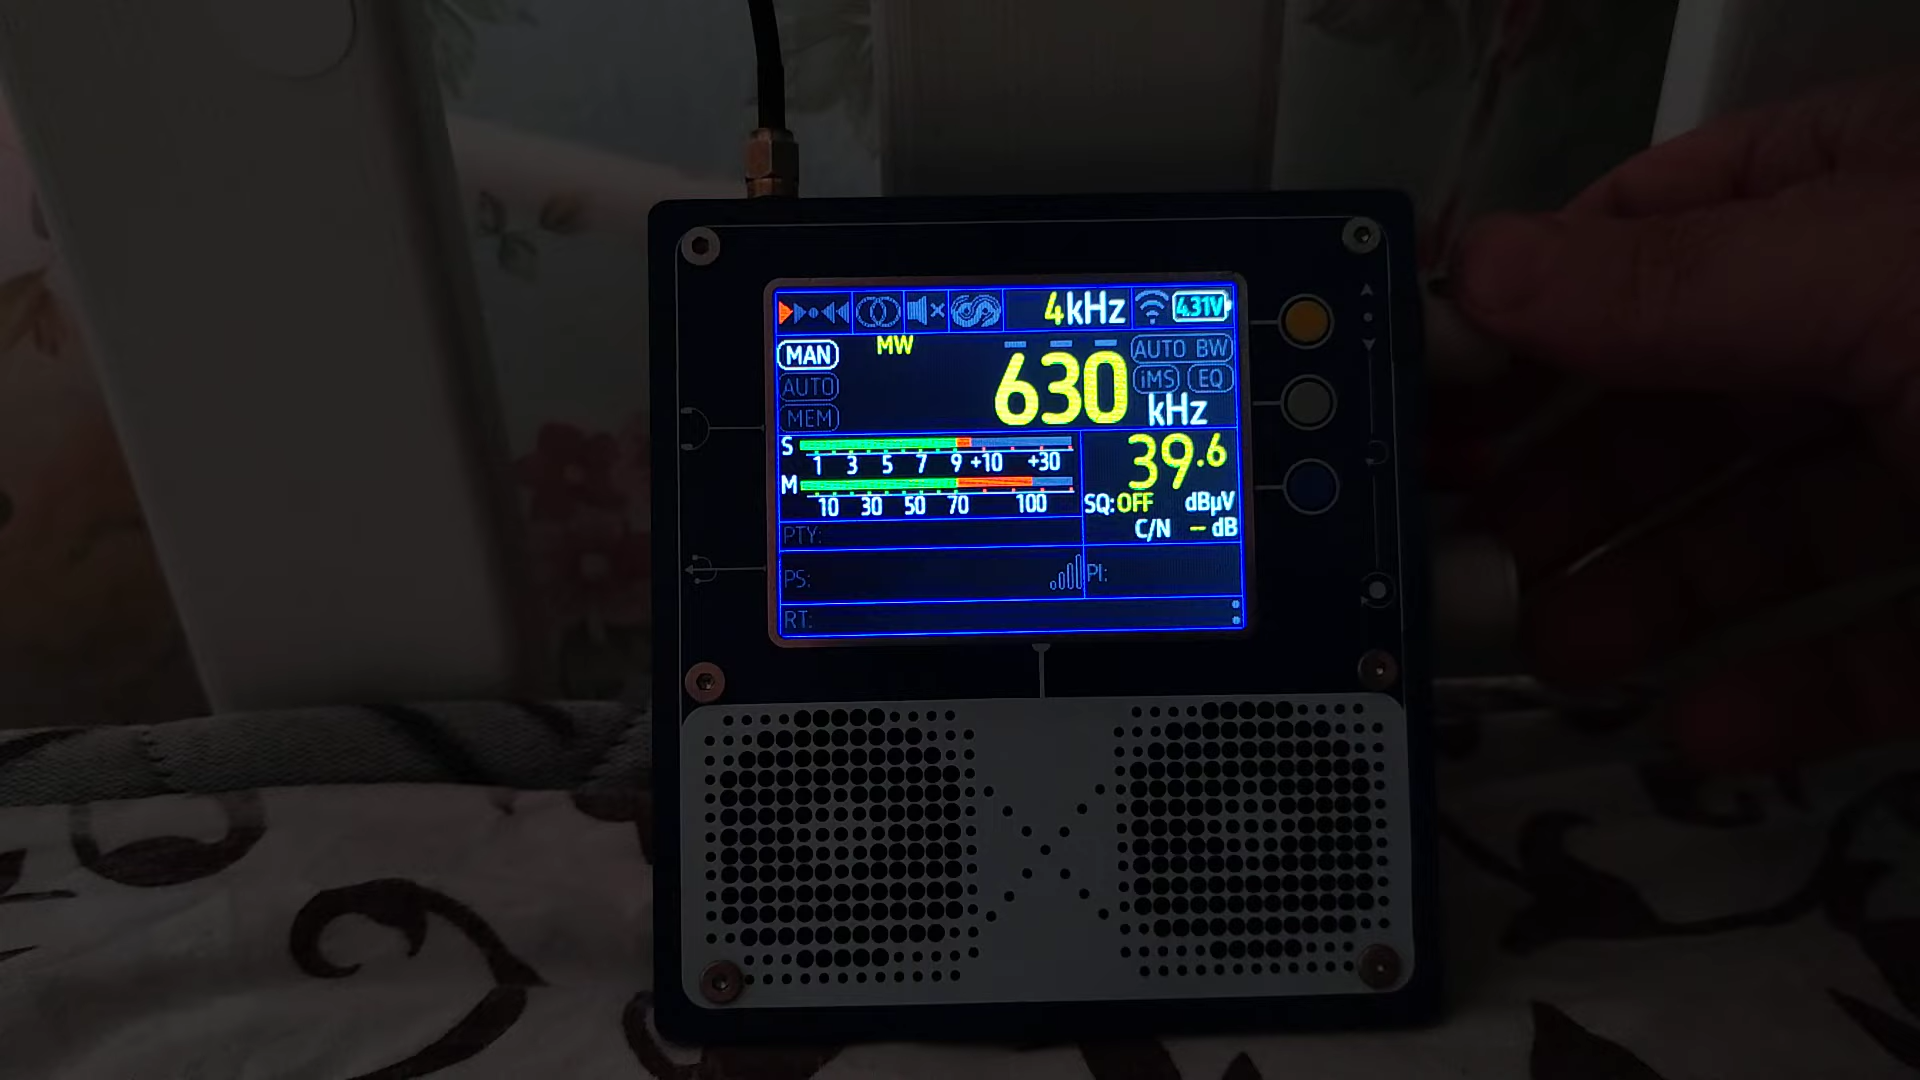 4kHz 4.31V
MAN MW AUTO BW
630
AUTO iMS EQ
MEM kHz
S
1 3 5 7 9 +10 +30
39.6
M
10 30 50 70 100
SQ:OFF dBµV
C/N -- dB
PTY:
PS: PI:
RT: